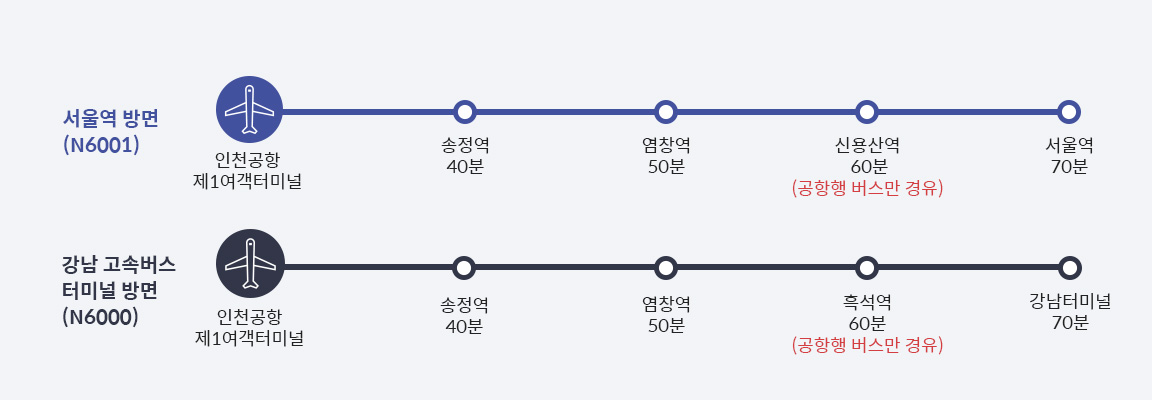 서울역 방면
(N6001)
인천공항
제1여객터미널
송정역
40분
염창역
50분
신용산역
60분
(공항행 버스만 경유)
서울역
70분
강남 고속버스
터미널 방면
(N6000)
인천공항
제1여객터미널
송정역
40분
염창역
50분
흑석역
60분
(공항행 버스만 경유)
강남터미널
70분